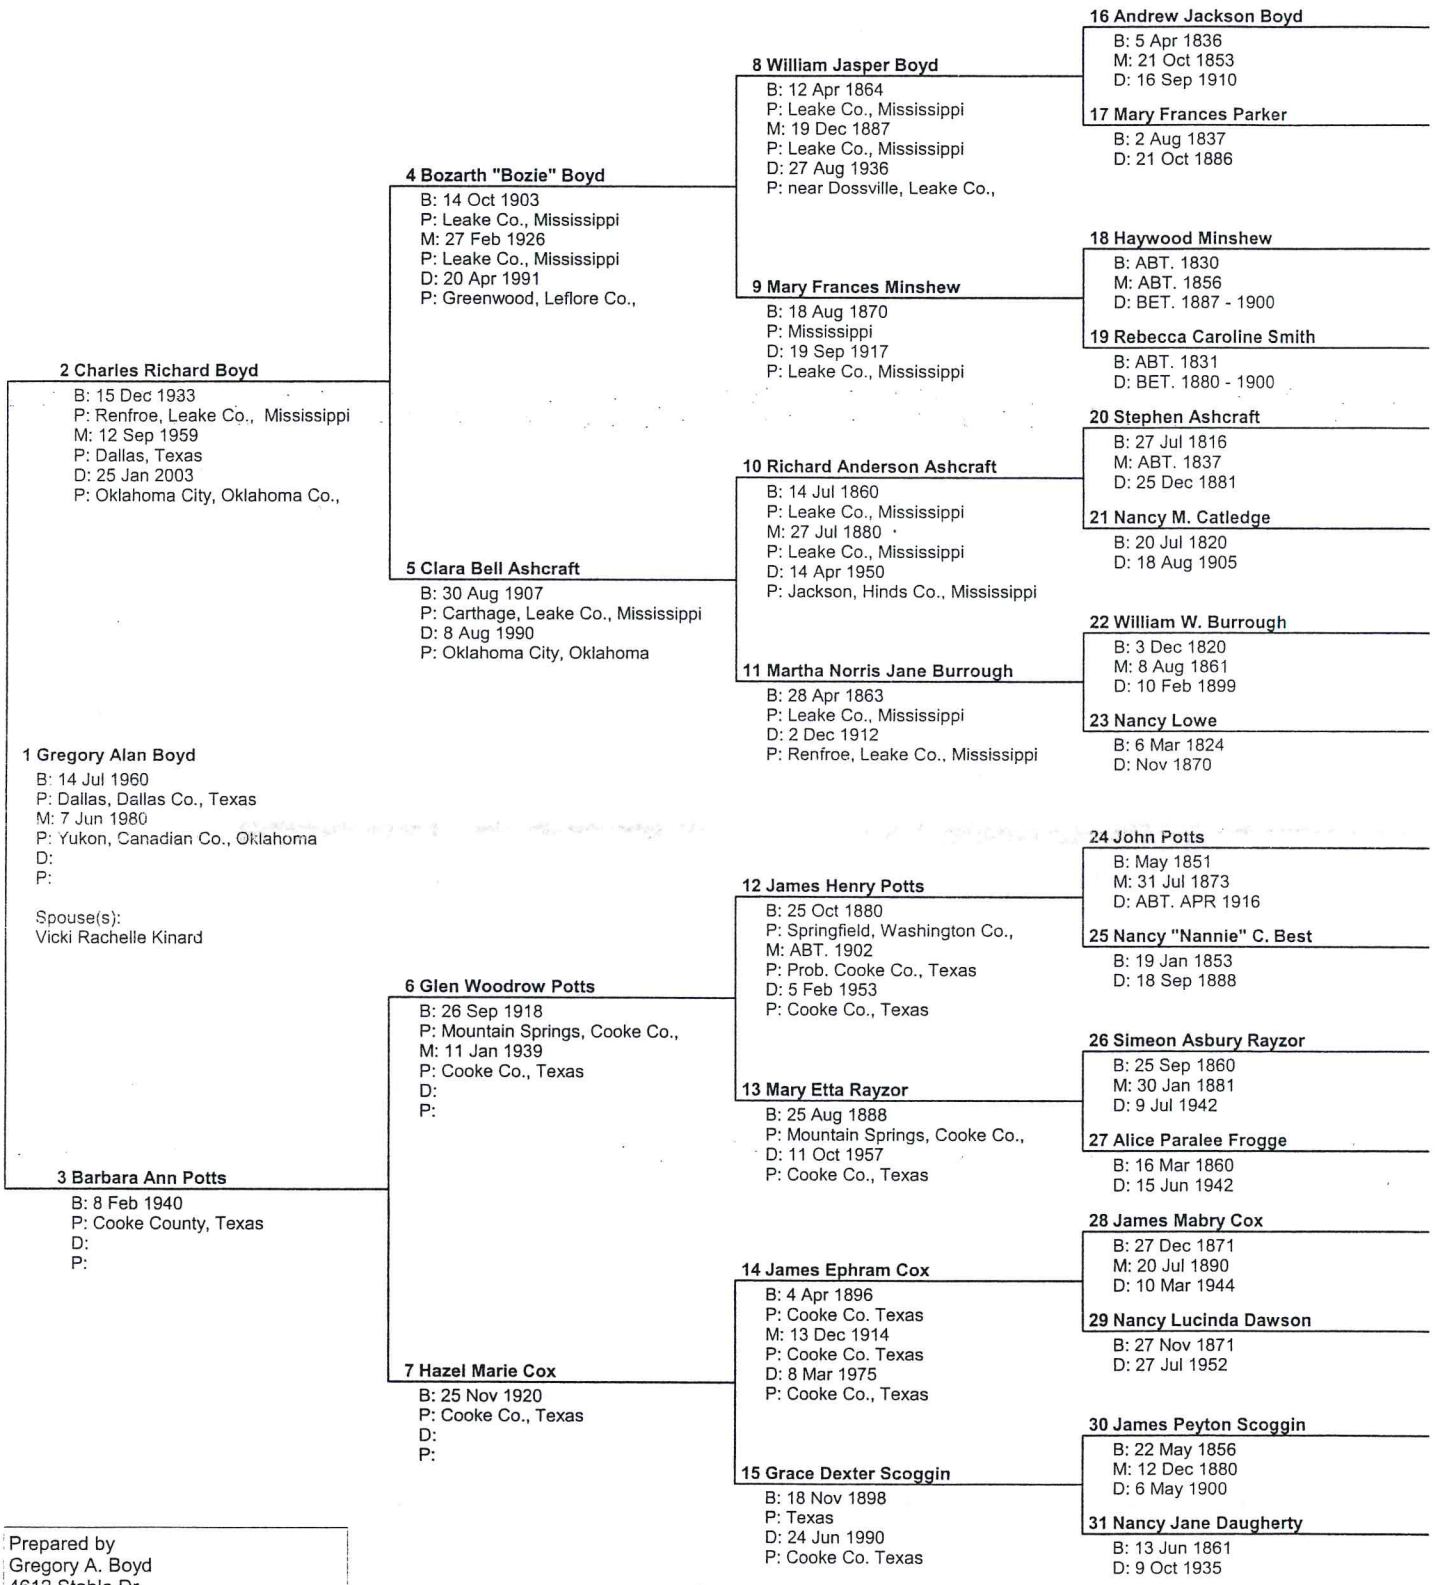 16 Andrew Jackson Boyd
B: 5 Apr 1836
M: 21 Oct 1853
D: 16 Sep 1910
8 William Jasper Boyd
B: 12 Apr 1864
P: Leake Co., Mississippi
M: 19 Dec 1887
P: Leake Co., Mississippi
D: 27 Aug 1936
P: near Dossville, Leake Co.,
17 Mary Frances Parker
B: 2 Aug 1837
D: 21 Oct 1886
4 Bozarth "Bozie" Boyd
B: 14 Oct 1903
P: Leake Co., Mississippi
M: 27 Feb 1926
P: Leake Co., Mississippi
D: 20 Apr 1991
P: Greenwood, Leflore Co.,
18 Haywood Minshew
B: ABT. 1830
M: ABT. 1856
D: BET. 1887 - 1900
9 Mary Frances Minshew
B: 18 Aug 1870
P: Mississippi
D: 19 Sep 1917
P: Leake Co., Mississippi
19 Rebecca Caroline Smith
B: ABT. 1831
D: BET. 1880 - 1900
2 Charles Richard Boyd
B: 15 Dec 1933
P: Renfroe, Leake Co., Mississippi
M: 12 Sep 1959
P: Dallas, Texas
D: 25 Jan 2003
P: Oklahoma City, Oklahoma Co.,
20 Stephen Ashcraft
B: 27 Jul 1816
M: ABT. 1837
D: 25 Dec 1881
10 Richard Anderson Ashcraft
B: 14 Jul 1860
P: Leake Co., Mississippi
M: 27 Jul 1880
P: Leake Co., Mississippi
D: 14 Apr 1950
P: Jackson, Hinds Co., Mississippi
21 Nancy M. Catledge
B: 20 Jul 1820
D: 18 Aug 1905
5 Clara Bell Ashcraft
B: 30 Aug 1907
P: Carthage, Leake Co., Mississippi
D: 8 Aug 1990
P: Oklahoma City, Oklahoma
22 William W. Burrough
B: 3 Dec 1820
M: 8 Aug 1861
D: 10 Feb 1899
11 Martha Norris Jane Burrough
B: 28 Apr 1863
P: Leake Co., Mississippi
D: 2 Dec 1912
P: Renfroe, Leake Co., Mississippi
23 Nancy Lowe
B: 6 Mar 1824
D: Nov 1870
1 Gregory Alan Boyd
B: 14 Jul 1960
P: Dallas, Dallas Co., Texas
M: 7 Jun 1980
P: Yukon, Canadian Co., Oklahoma
D:
P:
Spouse(s):
Vicki Rachelle Kinard
24 John Potts
B: May 1851
M: 31 Jul 1873
D: ABT. APR 1916
12 James Henry Potts
B: 25 Oct 1880
P: Springfield, Washington Co.,
M: ABT. 1902
P: Prob. Cooke Co., Texas
D: 5 Feb 1953
P: Cooke Co., Texas
25 Nancy "Nannie" C. Best
B: 19 Jan 1853
D: 18 Sep 1888
6 Glen Woodrow Potts
B: 26 Sep 1918
P: Mountain Springs, Cooke Co.,
M: 11 Jan 1939
P: Cooke Co., Texas
D:
P:
26 Simeon Asbury Rayzor
B: 25 Sep 1860
M: 30 Jan 1881
D: 9 Jul 1942
13 Mary Etta Rayzor
B: 25 Aug 1888
P: Mountain Springs, Cooke Co.,
D: 11 Oct 1957
P: Cooke Co., Texas
27 Alice Paralee Frogge
B: 16 Mar 1860
D: 15 Jun 1942
3 Barbara Ann Potts
B: 8 Feb 1940
P: Cooke County, Texas
D:
P:
28 James Mabry Cox
B: 27 Dec 1871
M: 20 Jul 1890
D: 10 Mar 1944
14 James Ephram Cox
B: 4 Apr 1896
P: Cooke Co. Texas
M: 13 Dec 1914
P: Cooke Co. Texas
D: 8 Mar 1975
P: Cooke Co., Texas
29 Nancy Lucinda Dawson
B: 27 Nov 1871
D: 27 Jul 1952
7 Hazel Marie Cox
B: 25 Nov 1920
P: Cooke Co., Texas
D:
P:
30 James Peyton Scoggin
B: 22 May 1856
M: 12 Dec 1880
D: 6 May 1900
15 Grace Dexter Scoggin
B: 18 Nov 1898
P: Texas
D: 24 Jun 1990
P: Cooke Co. Texas
31 Nancy Jane Daugherty
B: 13 Jun 1861
D: 9 Oct 1935
Prepared by
Gregory A. Boyd